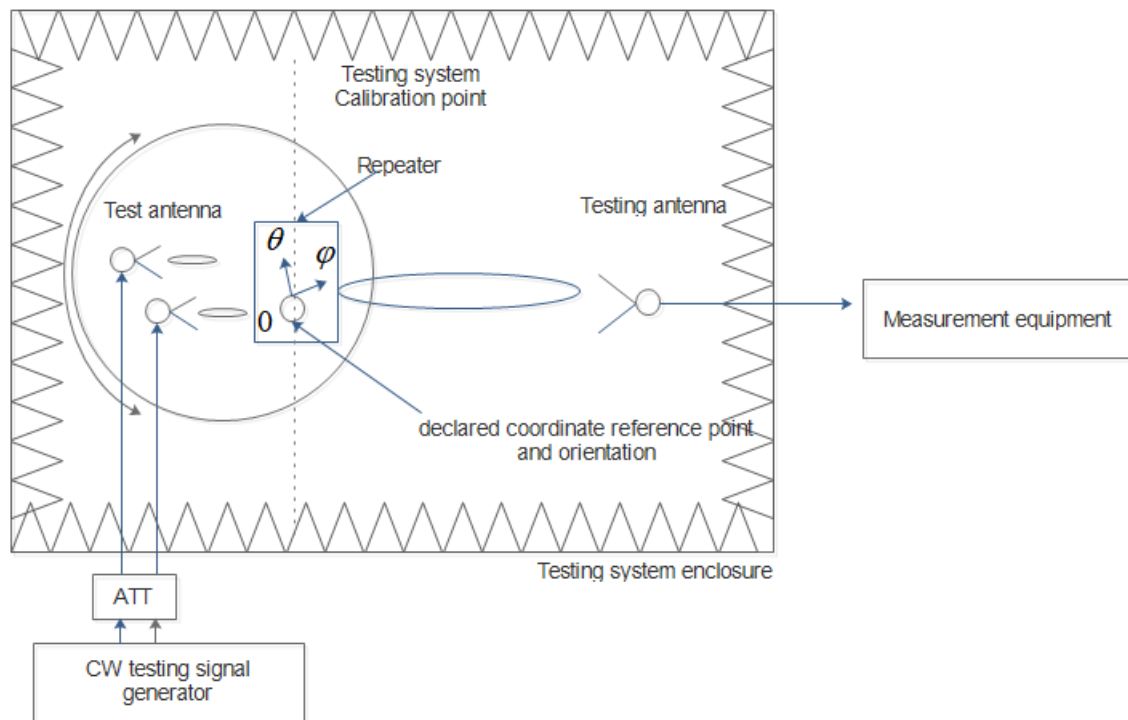 Testing system
Calibration point
Repeater
Test antenna
Testing antenna
θ
φ
0
Measurement equipment
declared coordinate reference point
and orientation
Testing system enclosure
ATT
CW testing signal
generator